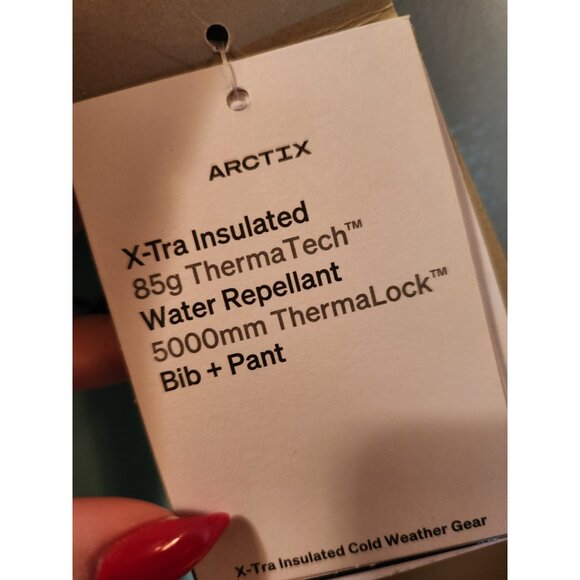 ARCTIX
X-Tra Insulated
85g ThermaTech™
Water Repellant
5000mm ThermaLock™
Bib + Pant
X-Tra Insulated Cold Weather Gear